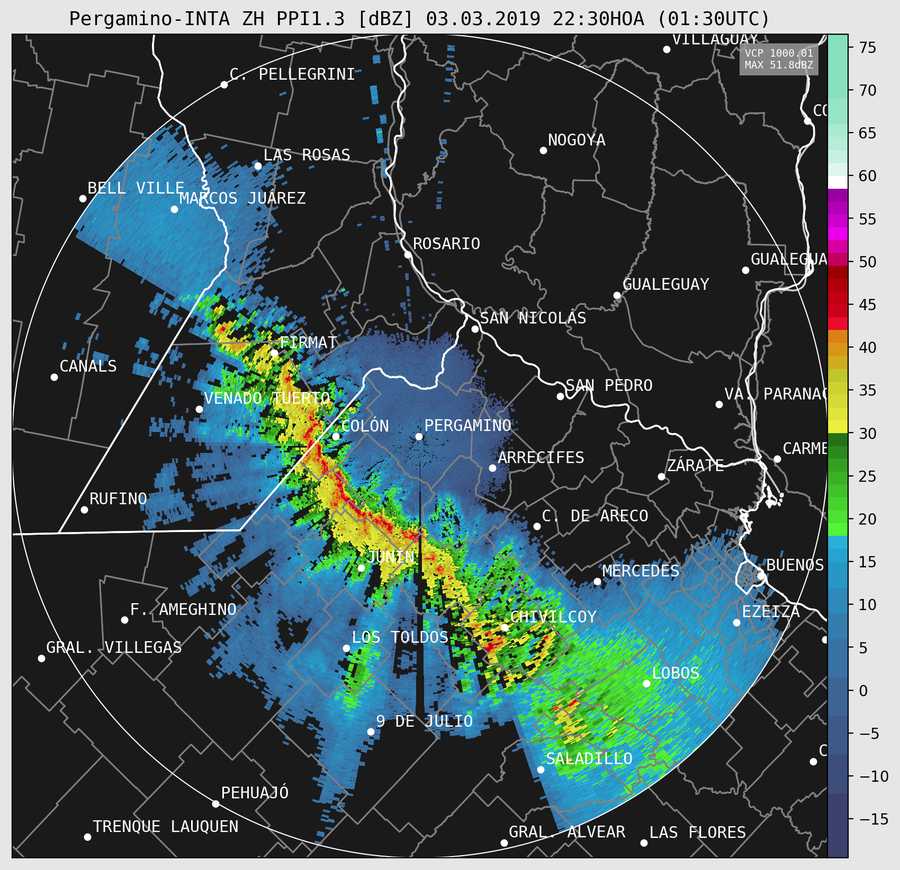 Pergamino-INTA ZH PPI1.3 [dBZ] 03.03.2019 22:30HOA (01:30UTC)
VILLAGUAY
VCP 1000.01
MAX 51.8dBZ
C. PELLEGRINI
CO
NOGOYA
LAS ROSAS
BELL VILLE
MARCOS JUÁREZ
ROSARIO
GUALEGUA
GUALEGUAY
SAN NICOLÁS
FIRMAT
CANALS
SAN PEDRO
VENADO TUERTO
VA. PARANAC
COLÓN
PERGAMINO
CARME
ARRECIFES
ZÁRATE
RUFINO
C. DE ARECO
JUNÍN
BUENOS
MERCEDES
F. AMEGHINO
EZEIZA
CHIVILCOY
LOS TOLDOS
GRAL. VILLEGAS
LOBOS
9 DE JULIO
C
SALADILLO
PEHUAJÓ
TRENQUE LAUQUEN
GRAL. ALVEAR
LAS FLORES
75
70
65
60
55
50
45
40
35
30
25
20
15
10
5
0
−5
−10
−15